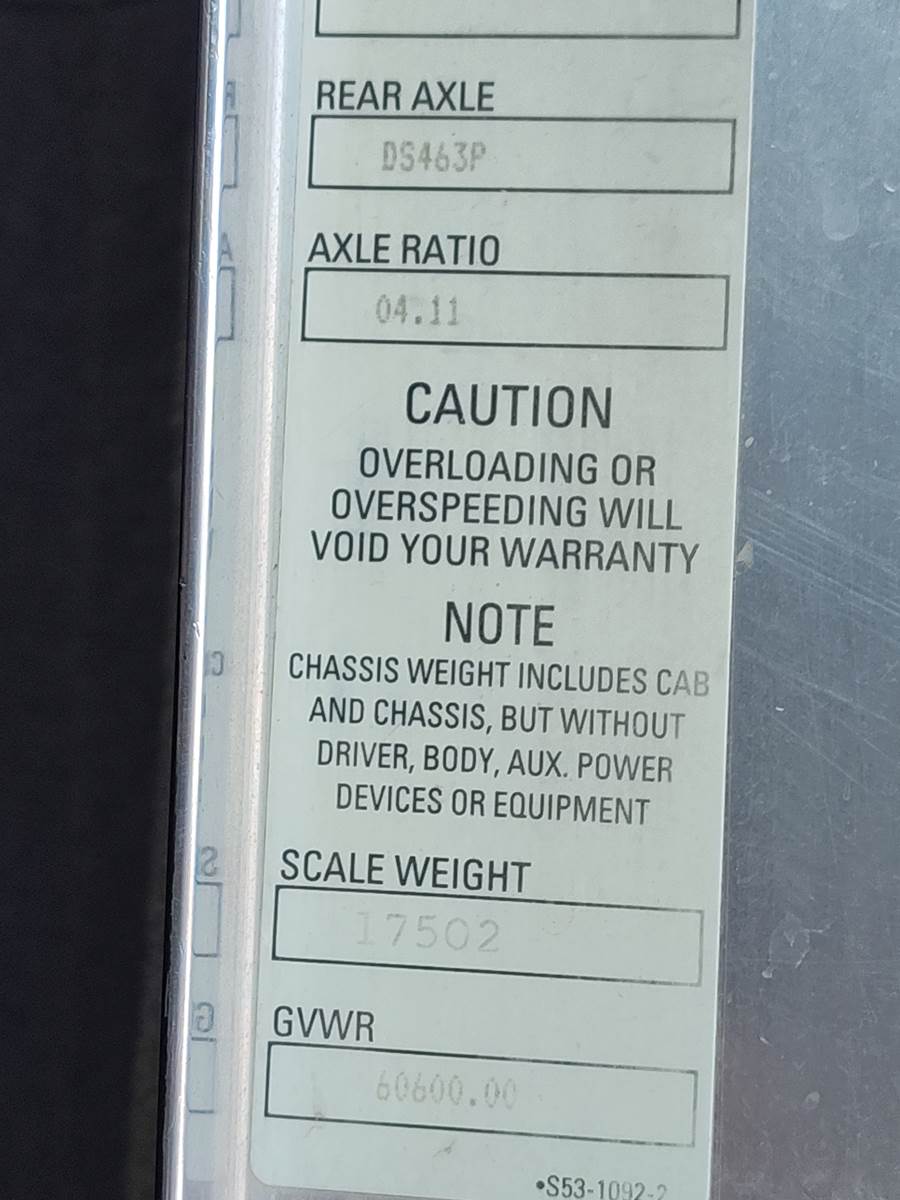 REAR AXLE
DS463P
AXLE RATIO
04.11
CAUTION
OVERLOADING OR
OVERSPEEDING WILL
VOID YOUR WARRANTY
NOTE
CHASSIS WEIGHT INCLUDES CAB
AND CHASSIS, BUT WITHOUT
DRIVER, BODY, AUX. POWER
DEVICES OR EQUIPMENT
SCALE WEIGHT
17502
GVWR
60600.00
•S53-1092-2